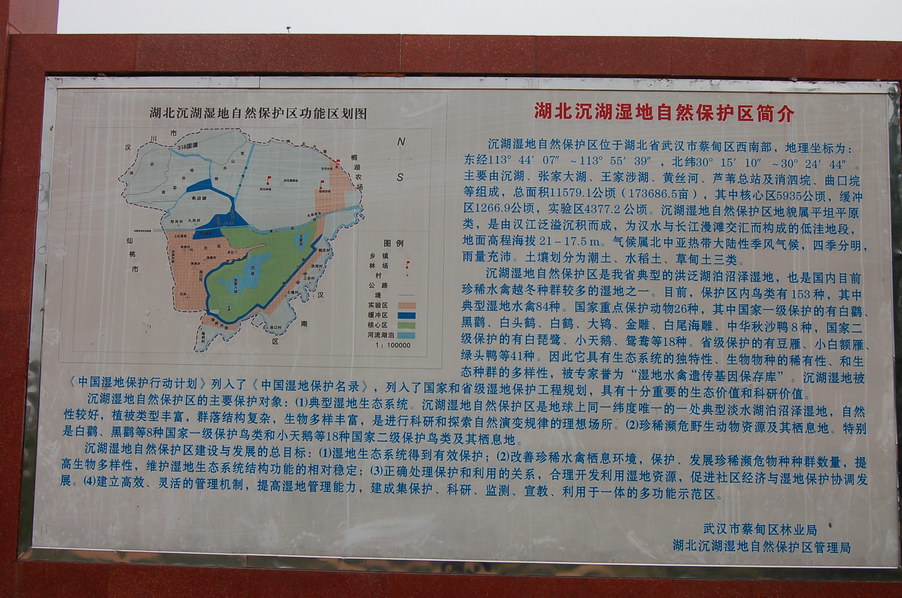 湖北沉湖湿地自然保护区功能区划图
汉川市
318国道
仙桃市
汉南区
N
S
图例
乡镇
林场
村
公路
堤
实验区
缓冲区
核心区
河流湖泊
1：100000
湖北沉湖湿地自然保护区简介
沉湖湿地自然保护区位于湖北省武汉市蔡甸区西南部，地理坐标为：
东经113°44′07″～113°55′39″，北纬30°15′10″～30°24′44″。
主要由沉湖、张家大湖、王家涉湖、黄丝河、芦苇总站及消泗垸、曲口垸
等组成，总面积11579.1公顷（173686.5亩），其中核心区5935公顷，缓冲
区1266.9公顷，实验区4377.2公顷。沉湖湿地自然保护区地貌属平坦平原
类，是由汉江泛溢沉积而成，为汉水与长江漫滩交汇而构成的低洼地段，
地面高程海拔21－17.5m。气候属北中亚热带大陆性季风气候，四季分明，
雨量充沛。土壤划分为潮土、水稻土、草甸土三类。
沉湖湿地自然保护区是我省典型的洪泛湖泊沼泽湿地，也是国内目前
珍稀水禽越冬种群较多的湿地之一。目前，保护区内鸟类有153种，其中
典型湿地水禽84种。国家重点保护动物26种，其中国家一级保护的有白鹳、
黑鹳、白头鹤、白鹤、大鸨、金雕、白尾海雕、中华秋沙鸭8种，国家二
级保护的有白琵鹭、小天鹅、鸳鸯等18种。省级保护的有豆雁、小白额雁、
绿头鸭等41种。因此它具有生态系统的独特性、生物物种的稀有性、和生
态种群的多样性，被专家誉为“湿地水禽遗传基因保存库”。沉湖湿地被
《中国湿地保护行动计划》列入了《中国湿地保护名录》，列入了国家和省级湿地保护工程规划，具有十分重要的生态价值和科研价值。
沉湖湿地自然保护区的主要保护对象：(1)典型湿地生态系统。沉湖湿地自然保护区是地球上同一纬度唯一的一处典型淡水湖泊沼泽湿地，自然
性较好，植被类型丰富，群落结构复杂，生物多样丰富，是进行科研和探索自然演变规律的理想场所。(2)珍稀濒危野生动物资源及其栖息地。特别
是白鹳、黑鹳等8种国家一级保护鸟类和小天鹅等18种国家二级保护鸟类及其栖息地。
沉湖湿地自然保护区建设与发展的总目标：(1)湿地生态系统得到有效保护；(2)改善珍稀水禽栖息环境，保护、发展珍稀濒危物种种群数量，提
高生物多样性，维护湿地生态系统结构功能的相对稳定；(3)正确处理保护和利用的关系，合理开发利用湿地资源，促进社区经济与湿地保护协调发
展。(4)建立高效、灵活的管理机制，提高湿地管理能力，建成集保护、科研、监测、宣教、利用于一体的多功能示范区。
武汉市蔡甸区林业局
湖北沉湖湿地自然保护区管理局